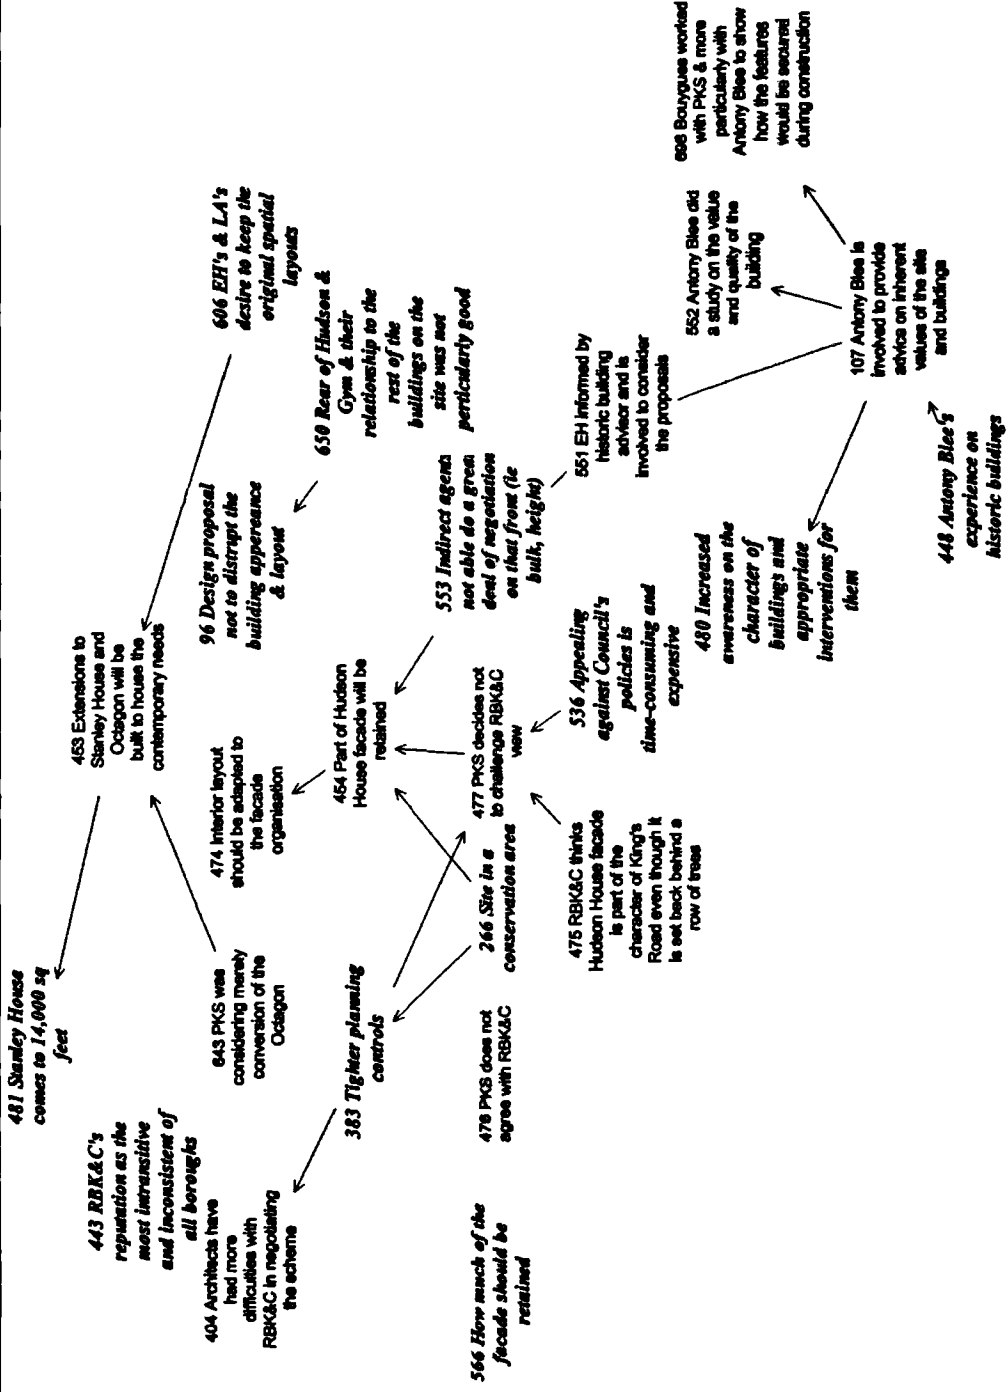 481 Stanley House
comes to 14,000 sq
feet
453 Extensions to
Stanley House and
Octagon will be
built to house the
contemporary needs
606 EH's & LA's
desire to keep the
original spatial
layouts
443 RBK&C's
reputation as the
most intransitive
and inconsistent of
all boroughs
643 PKS was
considering merely
conversion of the
Octagon
474 Interior layout
should be adapted to
the facade
organisation
96 Design proposal
not to distrupt the
building appereance
& layout
650 Rear of Hudson &
Gym & their
relationship to the
rest of the
buildings on the
site was not
perticularly good
404 Architects have
had more
difficulties with
RBK&C in negotiating
the scheme
383 Tighter planning
controls
454 Part of Hudson
House facade will be
retained
553 Indirect agents
not able do a great
deal of negotiation
on that front (ie
bulk, height)
566 How much of the
facade should be
retained
476 PKS does not
agree with RBK&C
266 Site in a
conservation area
477 PKS decides not
to challenge RBK&C
view
475 RBK&C thinks
Hudson House facade
is part of the
character of King's
Road even though it
is set back behind a
row of trees
536 Appealing
against Council's
policies is
time-consuming and
expensive
551 EH informed by
historic building
advisor and is
involved to consider
the proposals
552 Antony Blee did
a study on the value
and quality of the
building
696 Bouygues worked
with PKS & more
particularly with
Antony Blee to show
how the features
would be secured
during construction
480 Increased
awareness on the
character of
buildings and
appropriate
interventions for
them
107 Antony Blee is
involved to provide
advice on inherent
values of the site
and buildings
448 Antony Blee's
experience on
historic buildings